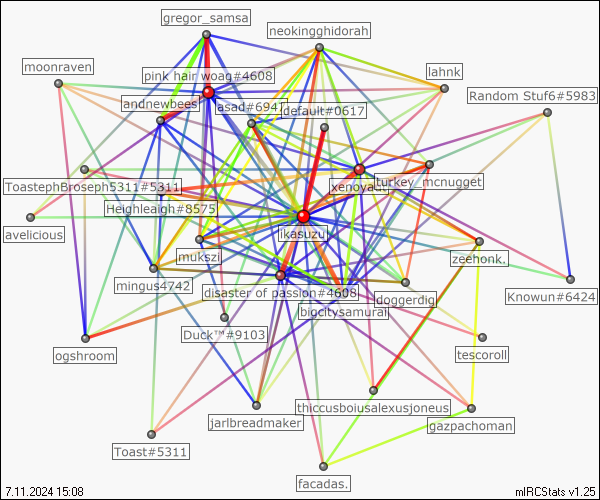 gregor_samsa
neokingghidorah
moonraven
pink hair woag#4608
lahnk
Random Stuf6#5983
andnewbees
asad#6947
default#0617
ToastephBroseph5311#5311
xenoyad
turkey_mcnugget
Heighleaigh#8575
avelicious
ikasuzu
mukszi
zeehonk.
mingus4742
disaster of passion#4608
doggerdig
Knowun#6424
bigcitysamurai
Duck™#9103
ogshroom
tescoroll
thiccusboiusalexusjoneus
jarlbreadmaker
gazpachoman
Toast#5311
facadas.
7.11.2024 15:08
mIRCStats v1.25